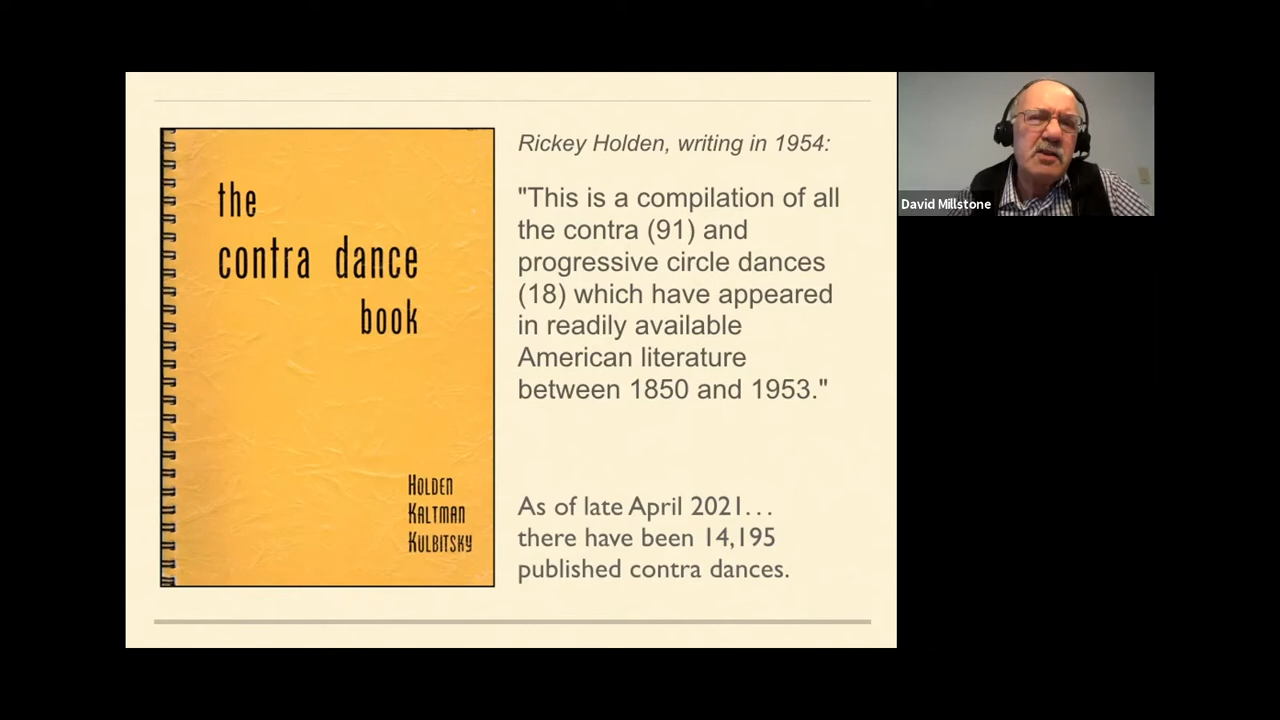 the
contra dance
book
Holden
Kaltman
Kulbitsky
Rickey Holden, writing in 1954:
"This is a compilation of all
the contra (91) and
progressive circle dances
(18) which have appeared
in readily available
American literature
between 1850 and 1953."
As of late April 2021...
there have been 14,195
published contra dances.
David Millstone